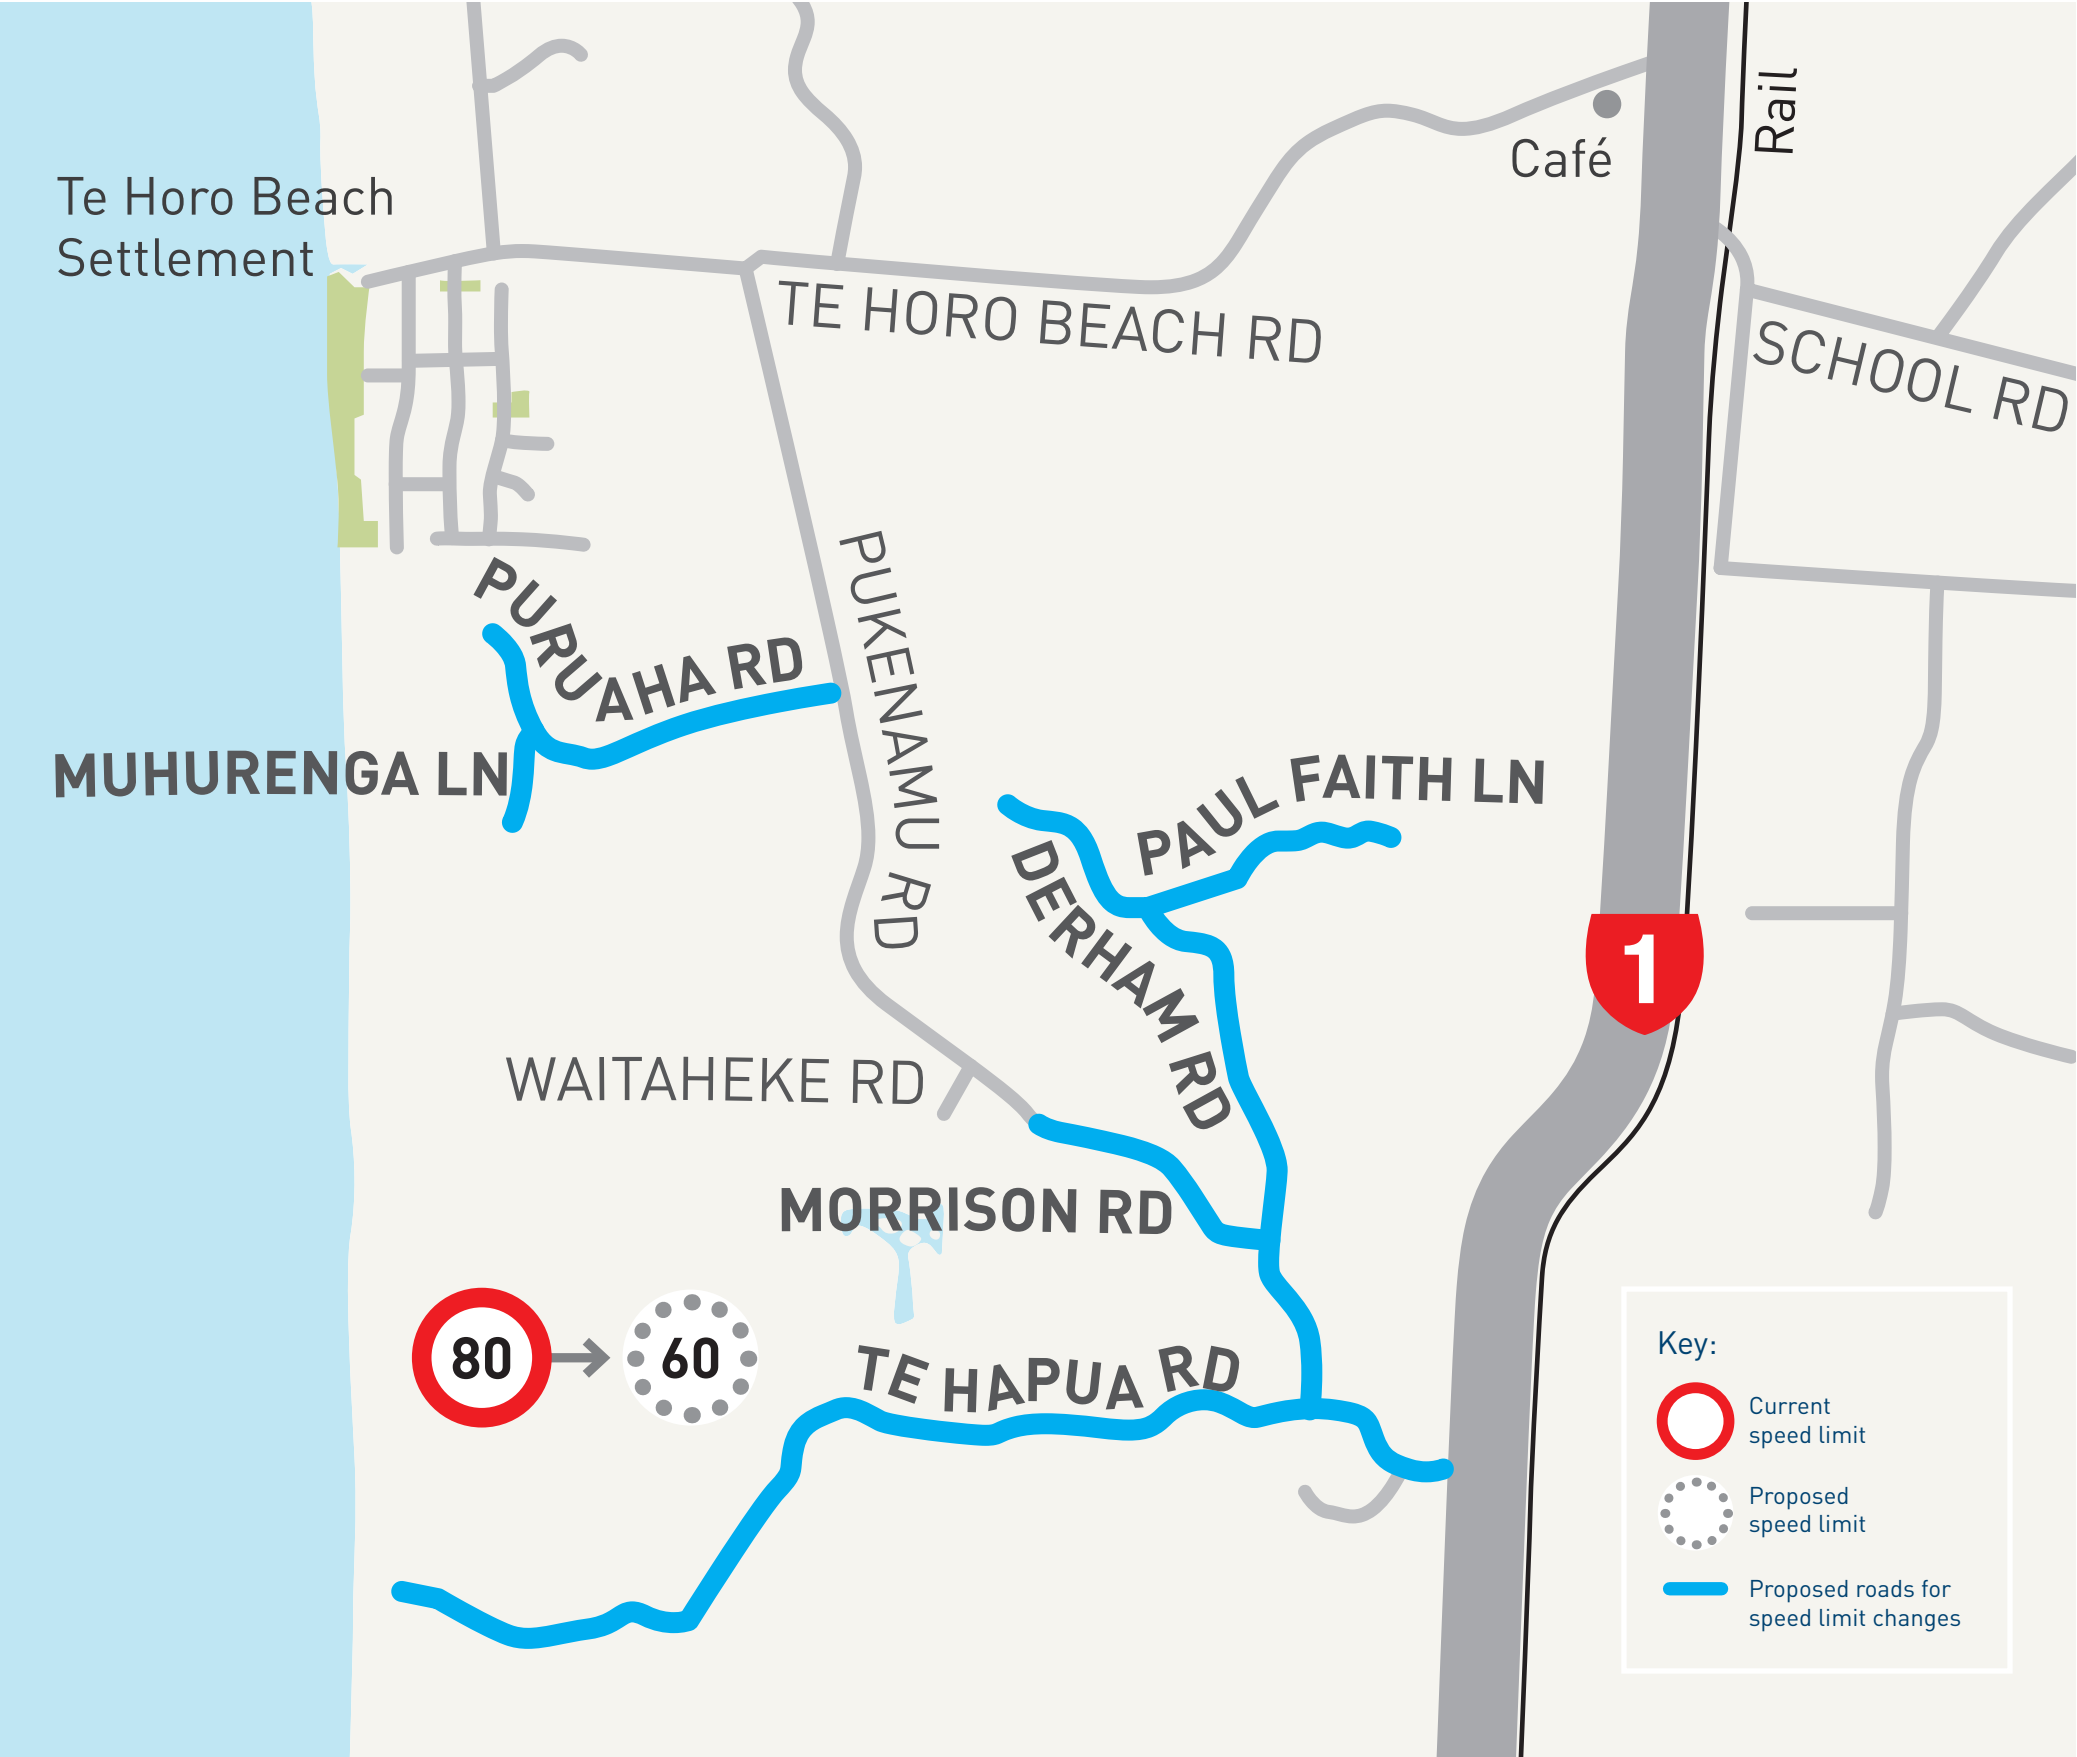 Rail
Café
Te Horo Beach
Settlement
TE HORO BEACH RD
SCHOOL RD
PUKENAMU RD
PURUAHA RD
MUHURENGA LN
PAUL FAITH LN
DERHAM RD
1
WAITAHEKE RD
MORRISON RD
80
60
TE HAPUA RD
Key:
Current
speed limit
Proposed
speed limit
Proposed roads for
speed limit changes